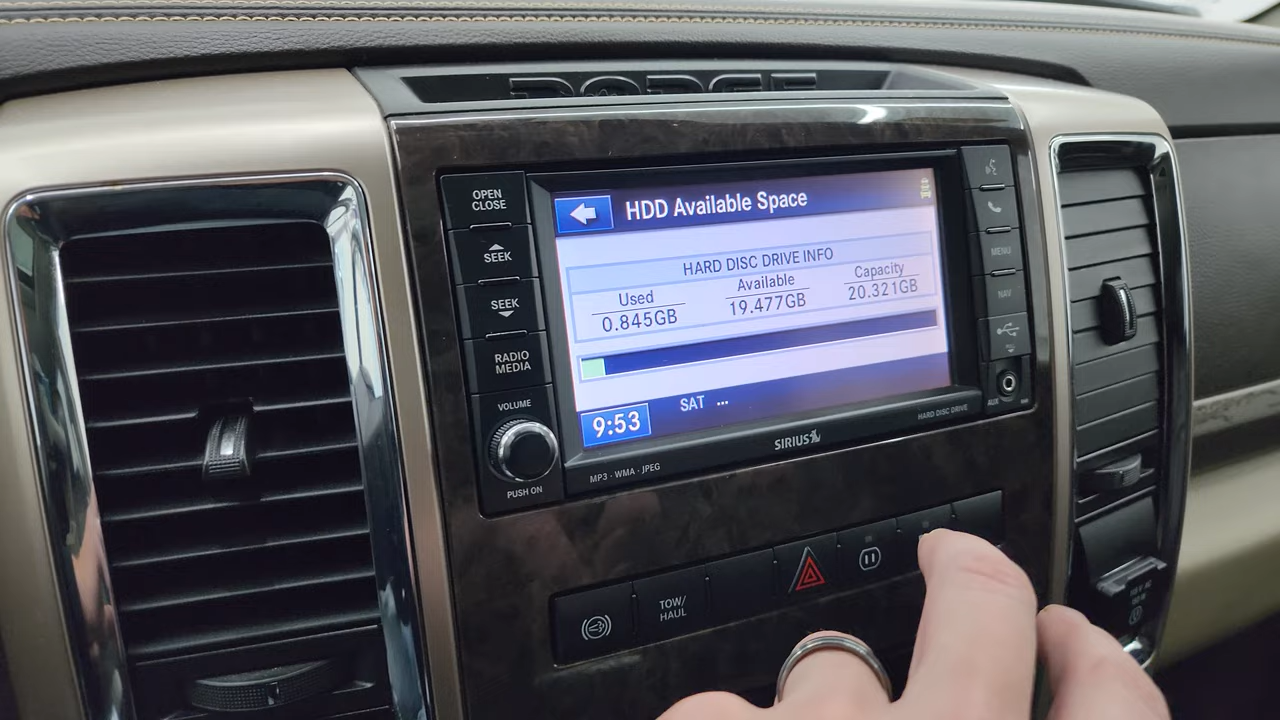 DODGE
OPEN
CLOSE
SEEK
SEEK
RADIO
MEDIA
VOLUME
PUSH ON
HDD Available Space
HARD DISC DRIVE INFO
Used
Available
Capacity
0.845GB
19.477GB
20.321GB
9:53
SAT ...
MP3 · WMA · JPEG
SIRIUS
HARD DISC DRIVE
MENU
NAV
AUX
TOW/
HAUL